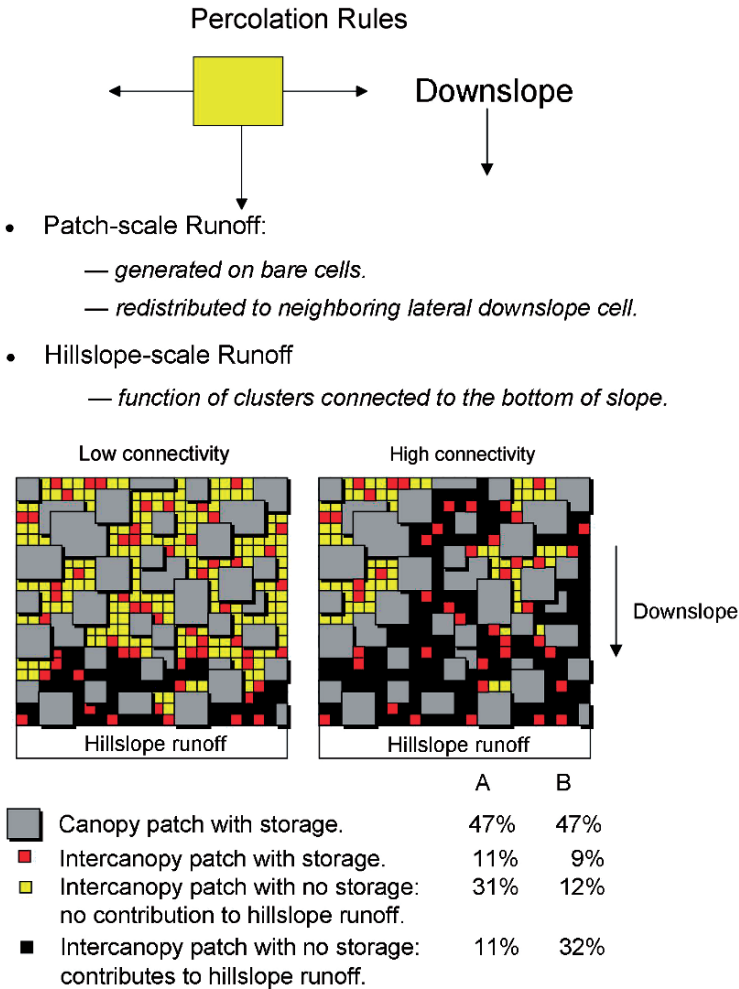 Percolation Rules
Downslope
• Patch-scale Runoff:
— generated on bare cells.
— redistributed to neighboring lateral downslope cell.
• Hillslope-scale Runoff
— function of clusters connected to the bottom of slope.
Low connectivity
High connectivity
Downslope
Hillslope runoff
Hillslope runoff
A B
Canopy patch with storage. 47% 47%
Intercanopy patch with storage. 11% 9%
Intercanopy patch with no storage: 31% 12%
no contribution to hillslope runoff.
Intercanopy patch with no storage: 11% 32%
contributes to hillslope runoff.